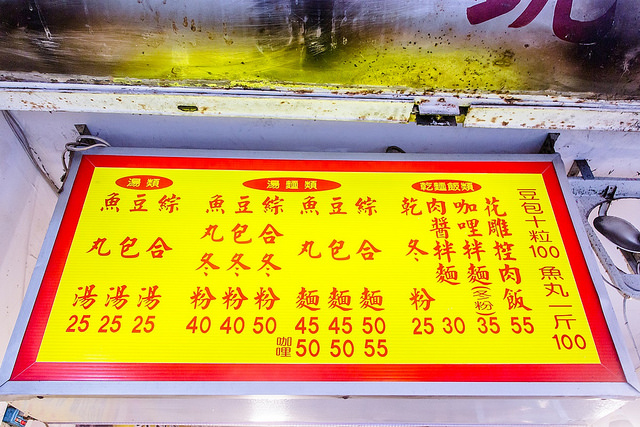 湯類
魚丸湯 25
豆包湯 25
綜合湯 25
湯麵類
魚丸冬粉 40
豆包冬粉 40
綜合冬粉 50
魚丸麵 45
豆包麵 45
綜合麵 50
咖哩 50 50 55
乾麵飯類
乾冬粉 25
肉醬拌麵 30
咖哩拌麵(冬粉) 35
花雕控肉飯 55
豆包十粒100 魚丸一斤100